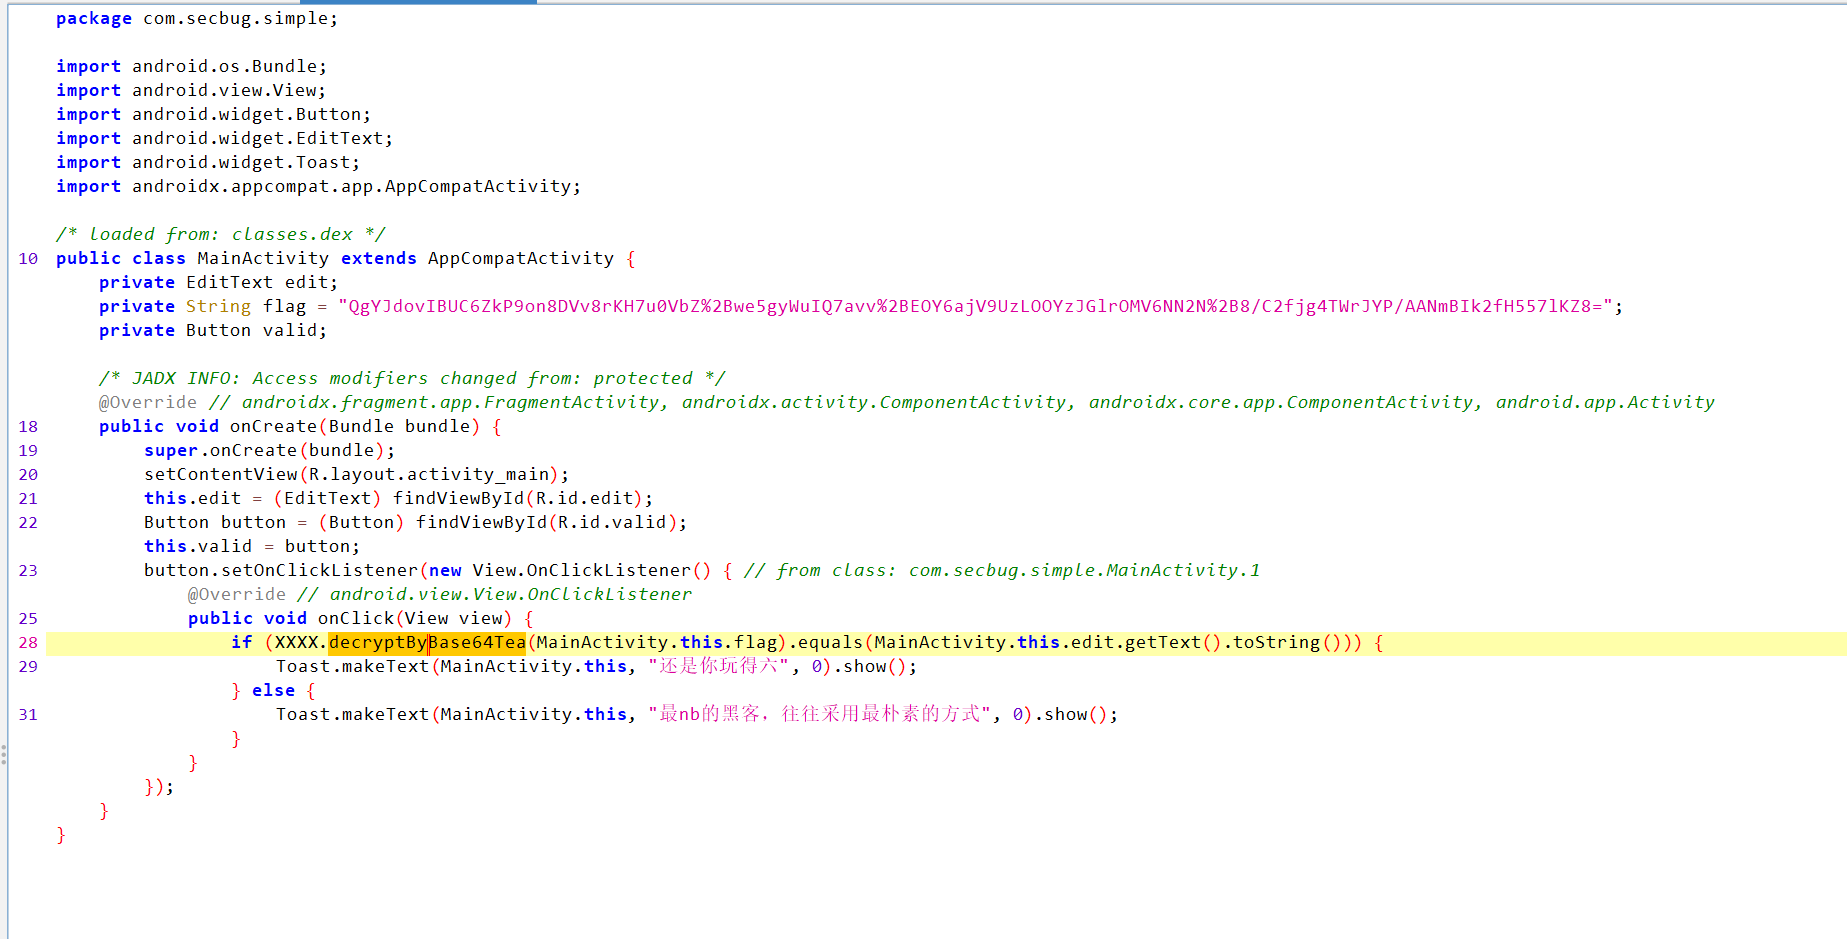 package com.secbug.simple;
import android.os.Bundle;
import android.view.View;
import android.widget.Button;
import android.widget.EditText;
import android.widget.Toast;
import androidx.appcompat.app.AppCompatActivity;
/* loaded from: classes.dex */
10 public class MainActivity extends AppCompatActivity {
private EditText edit;
private String flag = "QgYJdovIBUC6ZkP9on8DVv8rKH7u0VbZ%2Bwe5gyWuIQ7avv%2BEOY6ajV9UzLOOYzJGlrOMV6NN2N%2B8/C2fjg4TWrJYP/AANmBIk2fH557lKZ8=";
private Button valid;
/* JADX INFO: Access modifiers changed from: protected */
@Override // androidx.fragment.app.FragmentActivity, androidx.activity.ComponentActivity, androidx.core.app.ComponentActivity, android.app.Activity
18 public void onCreate(Bundle bundle) {
19 super.onCreate(bundle);
20 setContentView(R.layout.activity_main);
21 this.edit = (EditText) findViewById(R.id.edit);
22 Button button = (Button) findViewById(R.id.valid);
this.valid = button;
23 button.setOnClickListener(new View.OnClickListener() { // from class: com.secbug.simple.MainActivity.1
@Override // android.view.View.OnClickListener
25 public void onClick(View view) {
28 if (XXXX.decryptByBase64Tea(MainActivity.this.flag).equals(MainActivity.this.edit.getText().toString())) {
29 Toast.makeText(MainActivity.this, "还是你玩得六", 0).show();
} else {
31 Toast.makeText(MainActivity.this, "最nb的黑客，往往采用最朴素的方式", 0).show();
}
}
});
}
}